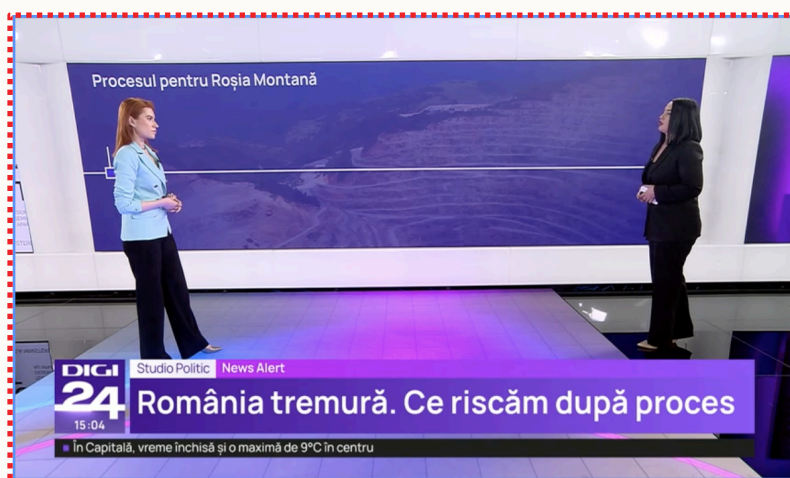 Procesul pentru Roșia Montană
DIGI
24
15:04
Studio Politic
News Alert
România tremură. Ce riscăm după proces
În Capitală, vreme închisă și o maximă de 9°C în centru